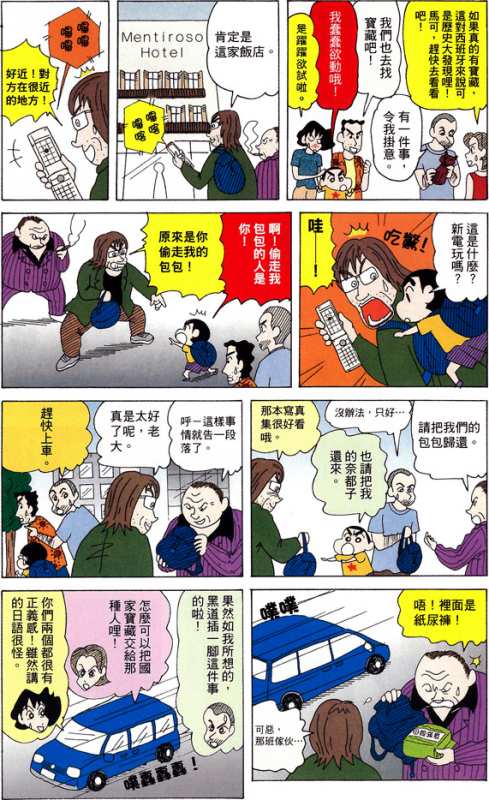 如果真的有寶藏，
這對西班牙來說可
是歷史大發現哩！
馬可，趕快去看看
吧！
有一件事，
令我掛意。
我們也去找
寶藏吧！
我蠢蠢欲動哦！
是躍躍欲試啦。
肯定是
這家飯店。
Mentiroso
Hotel
好近！對
方在很近
的地方！
這是什麼？
新電玩嗎？
吃驚！
哇——！
啊！偷走我
包包的人是
你！
原來是你
偷走我的
包包！
請把我們的
包包歸還。
沒辦法，只好…
也請把我
的奈都子
還來。
那本寫真
集很好看
哦。
呼－這樣事
情就告一段
落了。
真是太好
了呢，老
大。
趕快上車。
唔！裡面是
紙尿褲！
噗噗
可惡，
那班傢伙…
果然如我所想的，
黑道插一腳這件事
的啦！
怎麼可以把國
家寶藏交給那
種人哩！
你們兩個都很有
正義感！雖然講
的日語很怪。
噗轟轟轟！